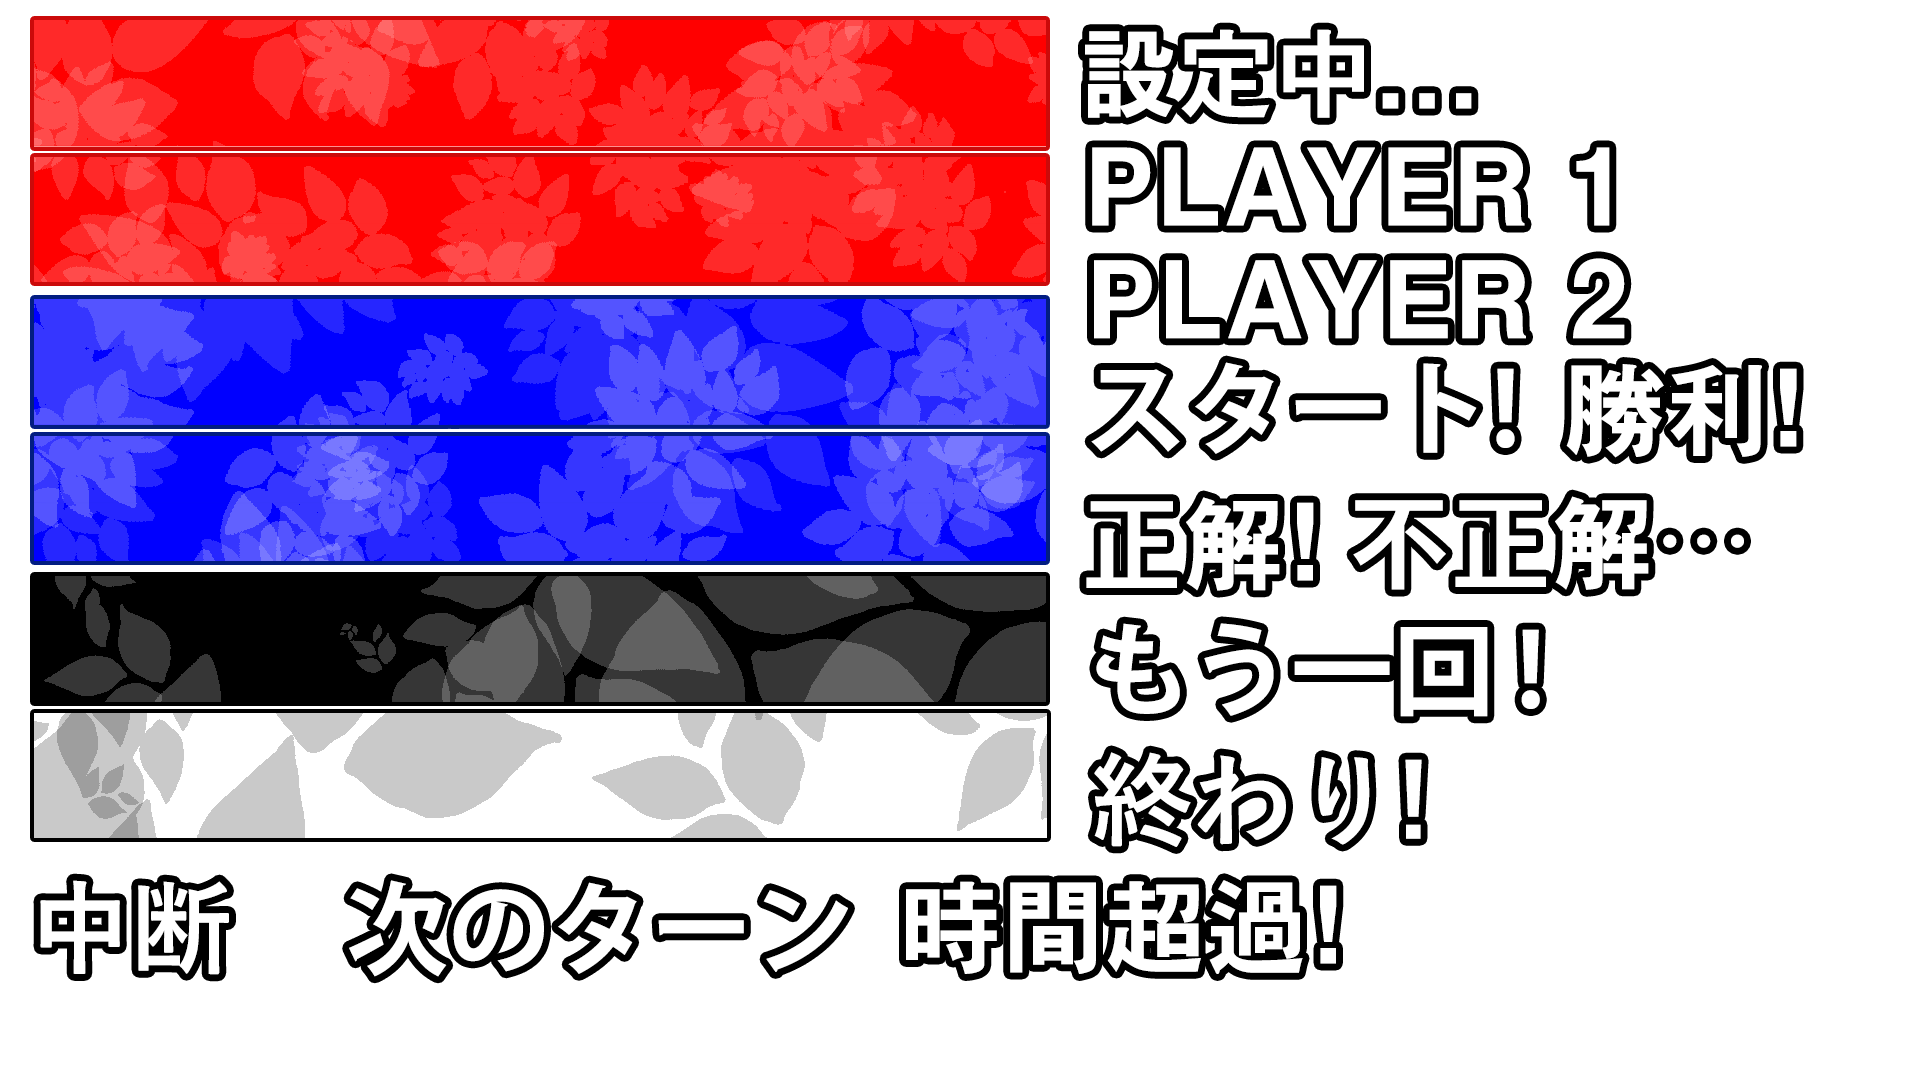 設定中...
PLAYER 1
PLAYER 2
スタート! 勝利!
正解! 不正解…
もう一回!
終わり!
中断 次のターン 時間超過!